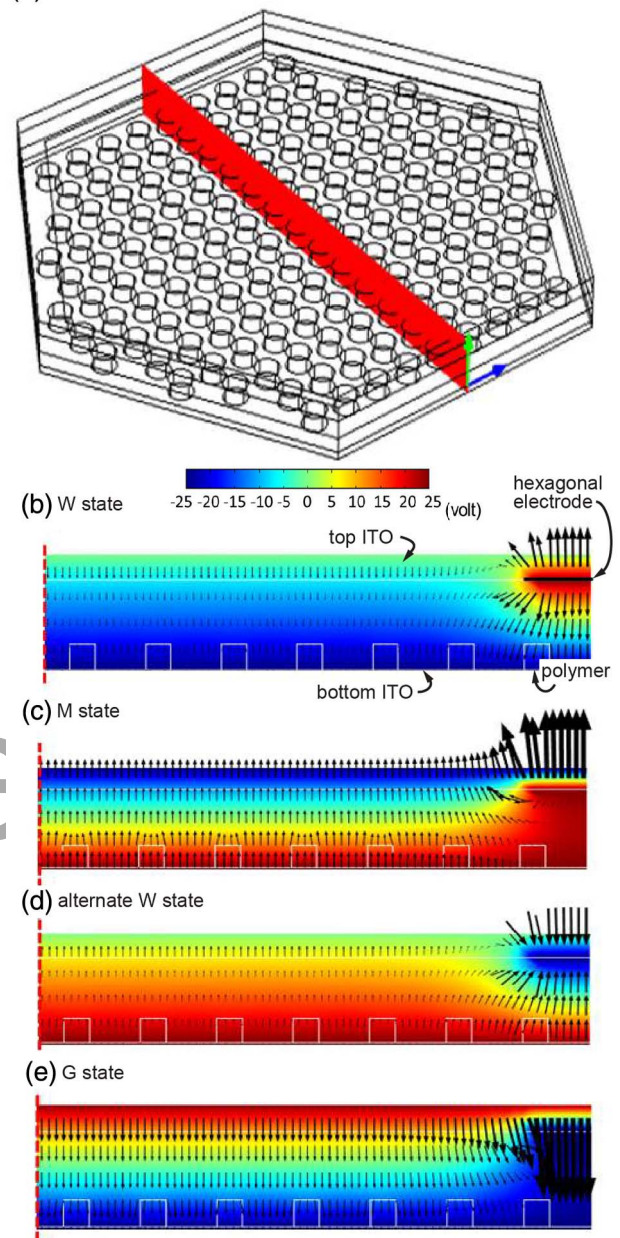 hexagonal
electrode
(b) W state
-25 -20 -15 -10 -5 0 5 10 15 20 25 (volt)
top ITO
bottom ITO
polymer
(c) M state
(d) alternate W state
(e) G state